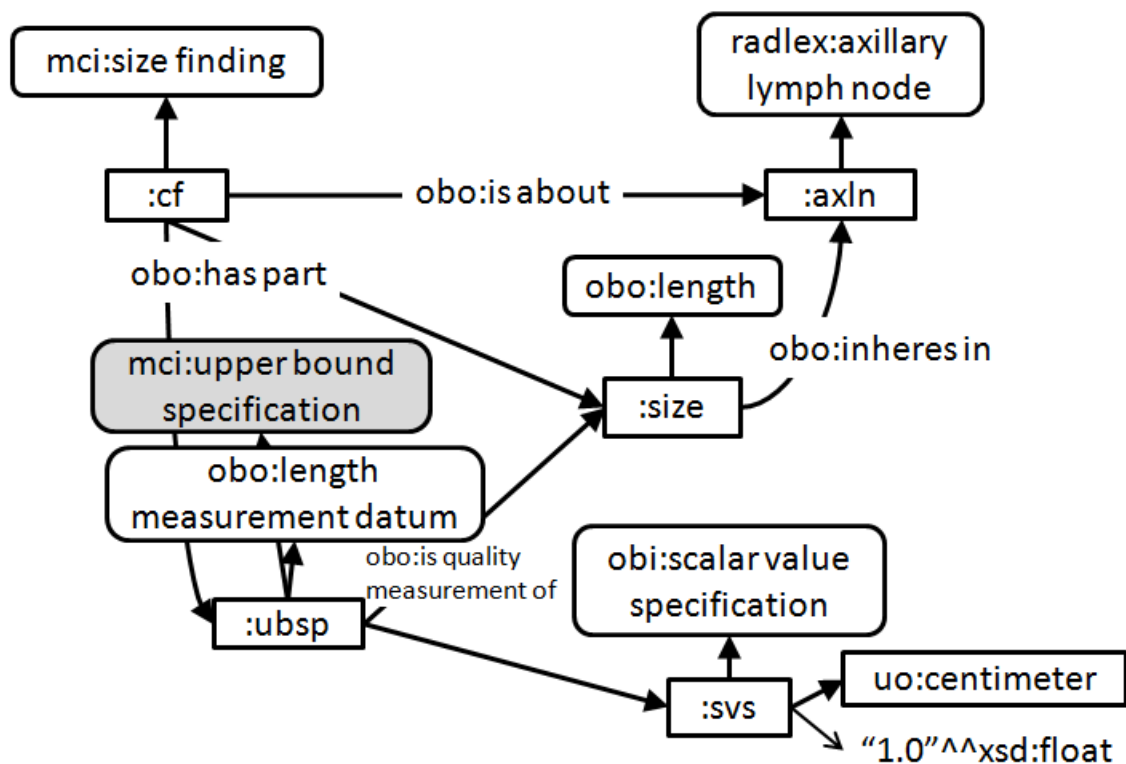 mci:size finding
radlex:axillary
lymph node
:cf
obo:is about
:axln
obo:has part
obo:length
obo:inheres in
mci:upper bound
specification
:size
obo:length
measurement datum
obo:is quality
measurement of
obi:scalar value
specification
:ubsp
uo:centimeter
:svs
“1.0”^^xsd:float